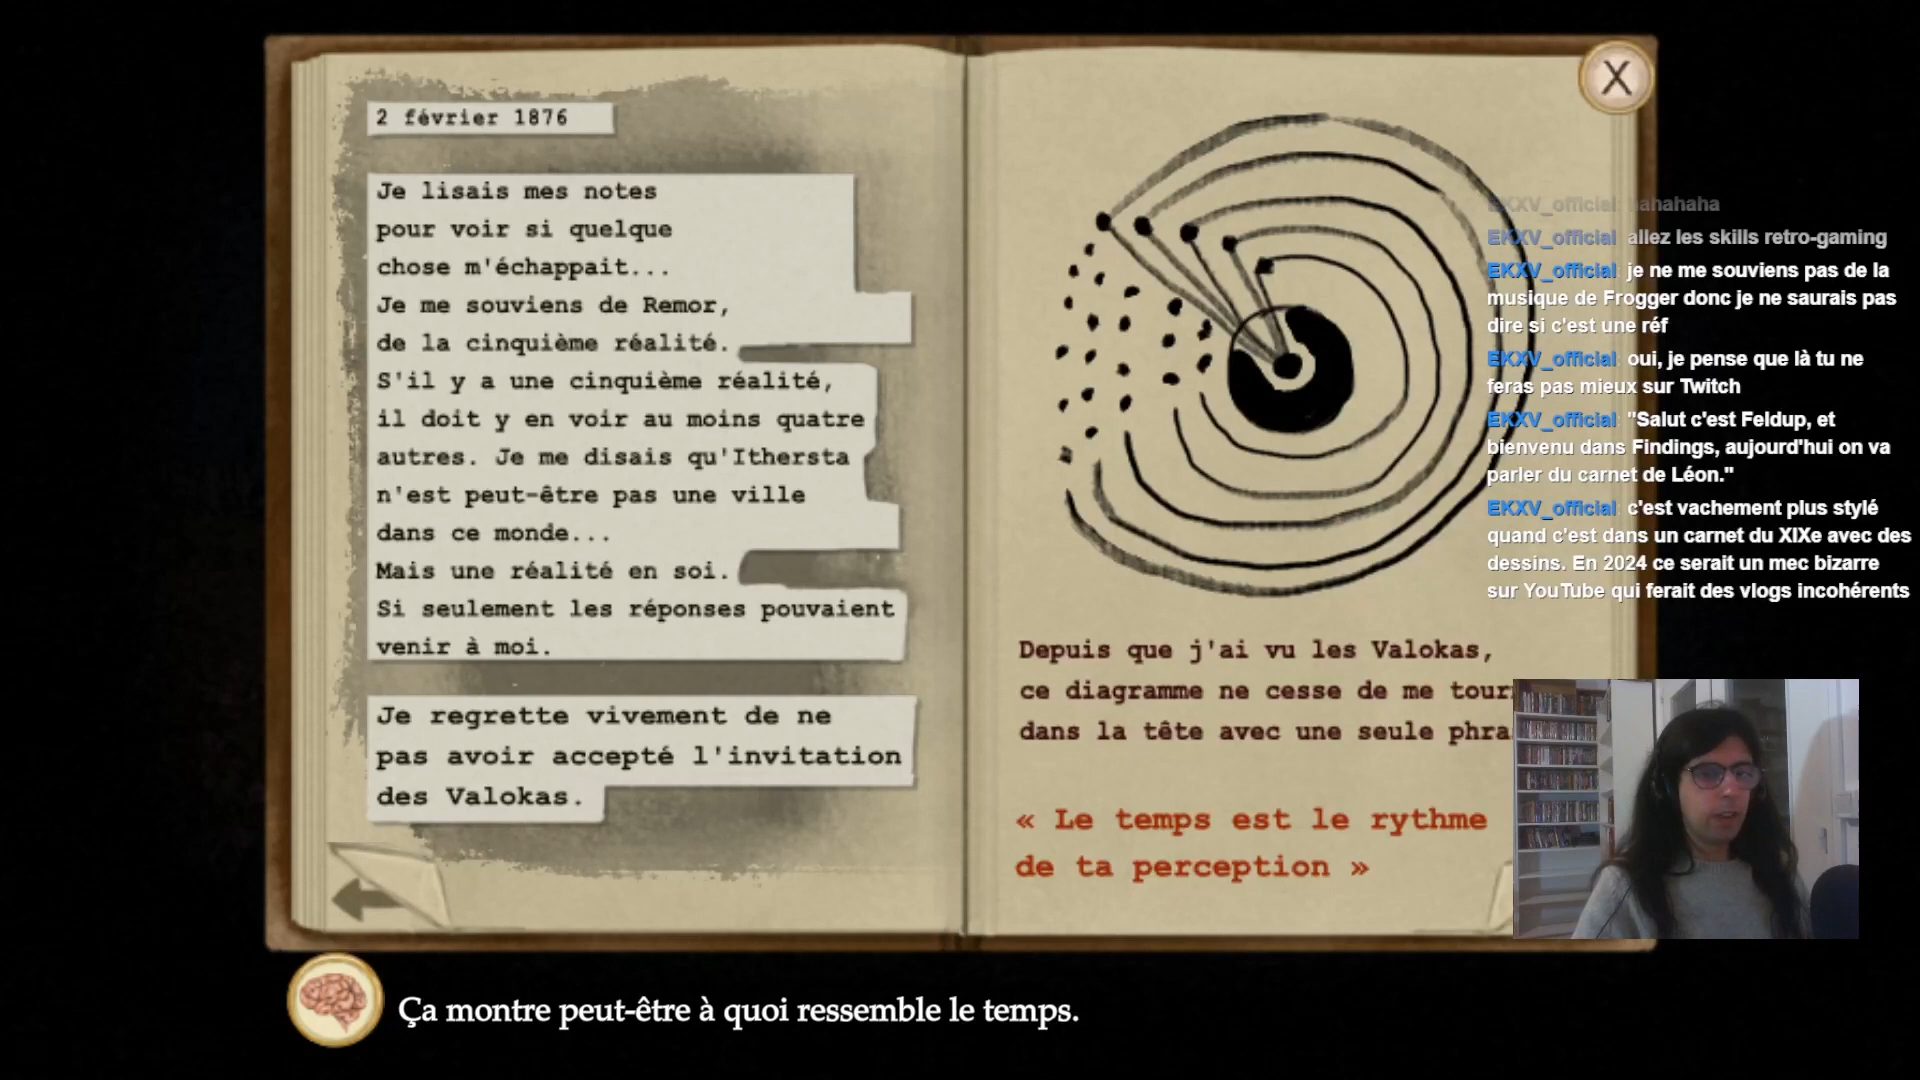 2 février 1876
Je lisais mes notes
pour voir si quelque
chose m'échappait...
Je me souviens de Remor,
de la cinquième réalité.
S'il y a une cinquième réalité,
il doit y en voir au moins quatre
autres. Je me disais qu'Ithersta
n'est peut-être pas une ville
dans ce monde...
Mais une réalité en soi.
Si seulement les réponses pouvaient
venir à moi.
Je regrette vivement de ne
pas avoir accepté l'invitation
des Valokas.
X
Depuis que j'ai vu les Valokas,
ce diagramme ne cesse de me tour
dans la tête avec une seule phra
« Le temps est le rythme
de ta perception »
EKXV_official hahahaha
EKXV_official allez les skills retro-gaming
EKXV_official je ne me souviens pas de la
musique de Frogger donc je ne saurais pas
dire si c'est une réf
EKXV_official oui, je pense que là tu ne
feras pas mieux sur Twitch
EKXV_official "Salut c'est Feldup, et
bienvenu dans Findings, aujourd'hui on va
parler du carnet de Léon."
EKXV_official c'est vachement plus stylé
quand c'est dans un carnet du XIXe avec des
dessins. En 2024 ce serait un mec bizarre
sur YouTube qui ferait des vlogs incohérents
Ça montre peut-être à quoi ressemble le temps.